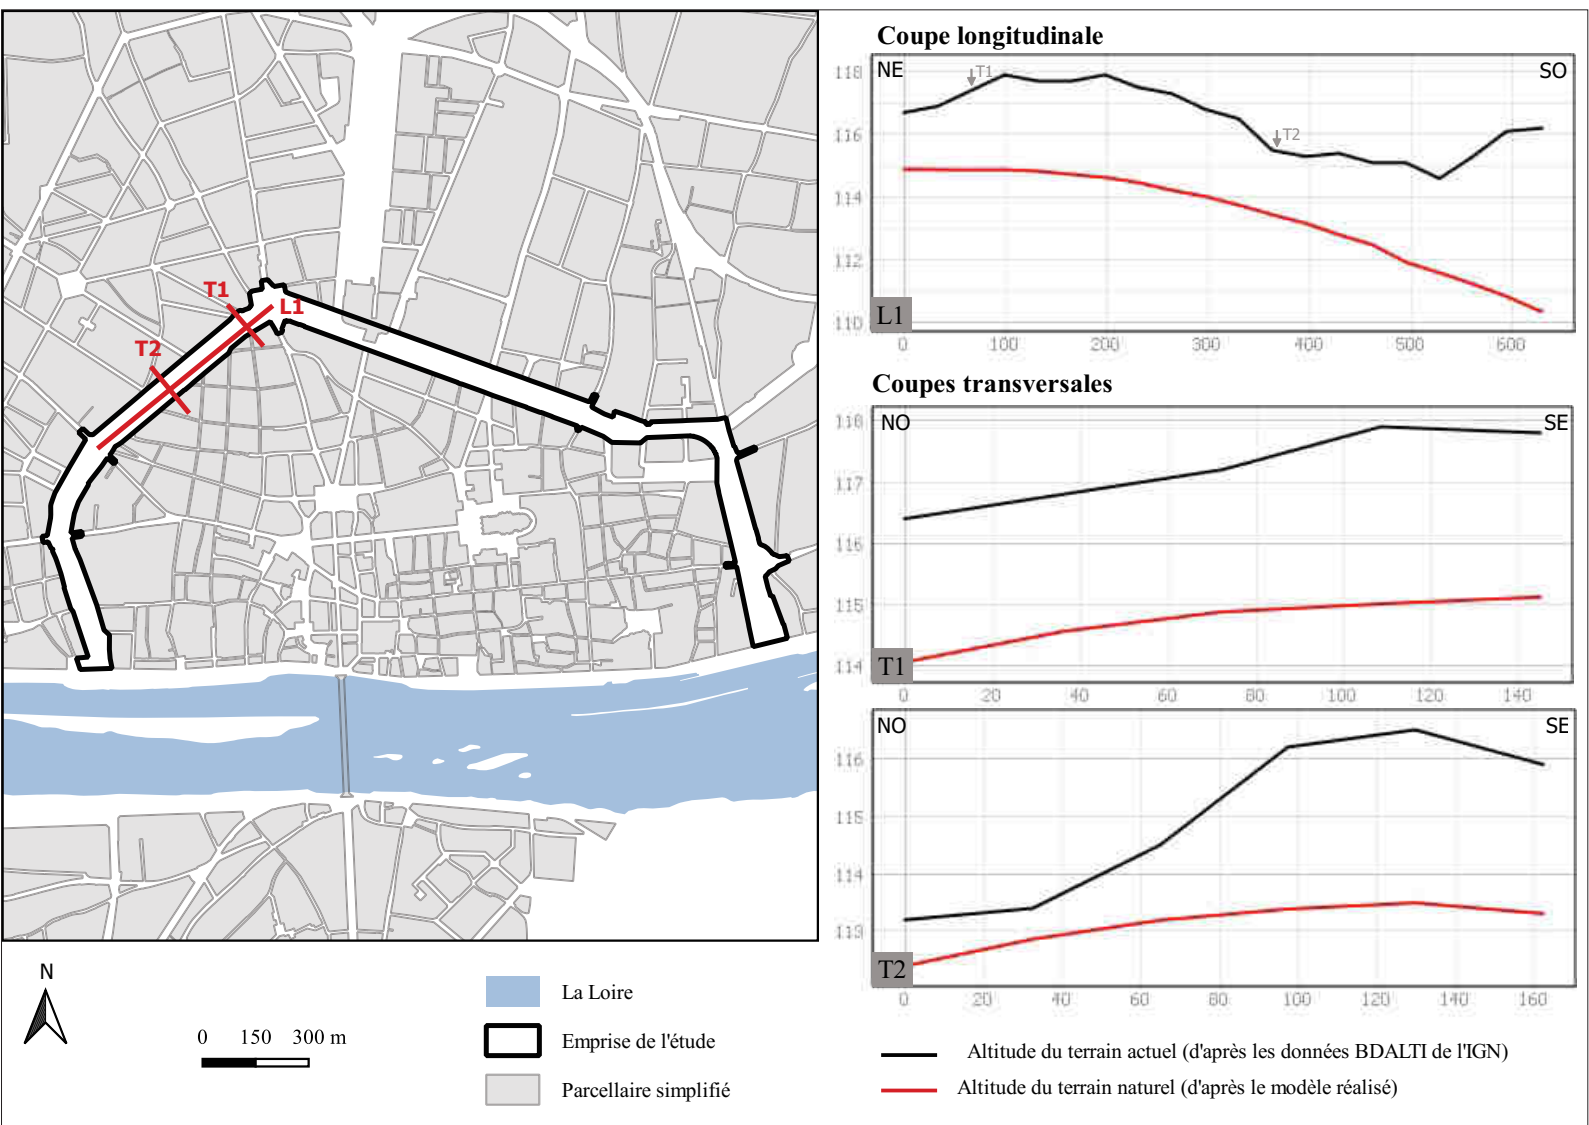 T1
L1
T2
N
0 150 300 m
La Loire
Emprise de l'étude
Parcellaire simplifié
Coupe longitudinale
NE
SO
T1
T2
118
116
114
112
110
L1
0 100 200 300 400 500 600
Coupes transversales
NO
SE
118
117
116
115
114
T1
0 20 40 60 80 100 120 140
NO
SE
116
115
114
113
T2
0 20 40 60 80 100 120 140 160
Altitude du terrain actuel (d'après les données BDALTI de l'IGN)
Altitude du terrain naturel (d'après le modèle réalisé)